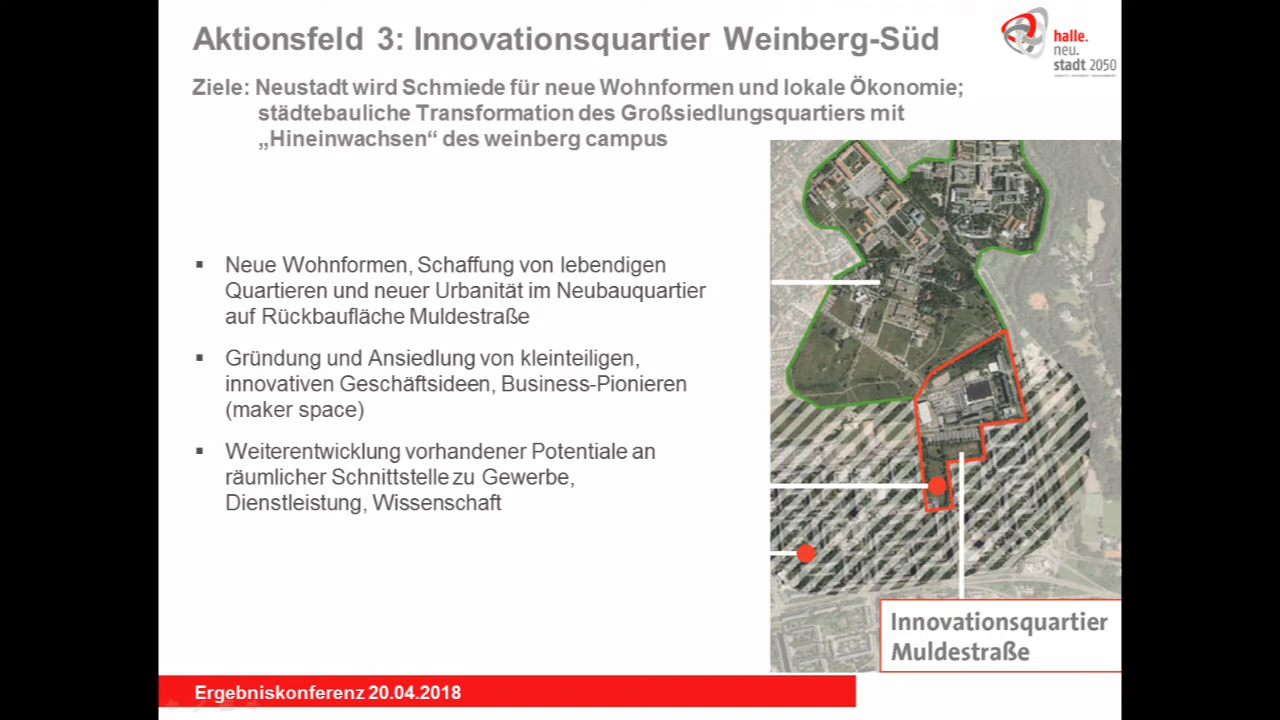 Aktionsfeld 3: Innovationsquartier Weinberg-Süd
halle.
neu.
stadt 2050
Ziele: Neustadt wird Schmiede für neue Wohnformen und lokale Ökonomie;
städtebauliche Transformation des Großsiedlungsquartiers mit
„Hineinwachsen“ des weinberg campus
▪ Neue Wohnformen, Schaffung von lebendigen
Quartieren und neuer Urbanität im Neubauquartier
auf Rückbaufläche Muldestraße
▪ Gründung und Ansiedlung von kleinteiligen,
innovativen Geschäftsideen, Business-Pionieren
(maker space)
▪ Weiterentwicklung vorhandener Potentiale an
räumlicher Schnittstelle zu Gewerbe,
Dienstleistung, Wissenschaft
Innovationsquartier
Muldestraße
Ergebniskonferenz 20.04.2018